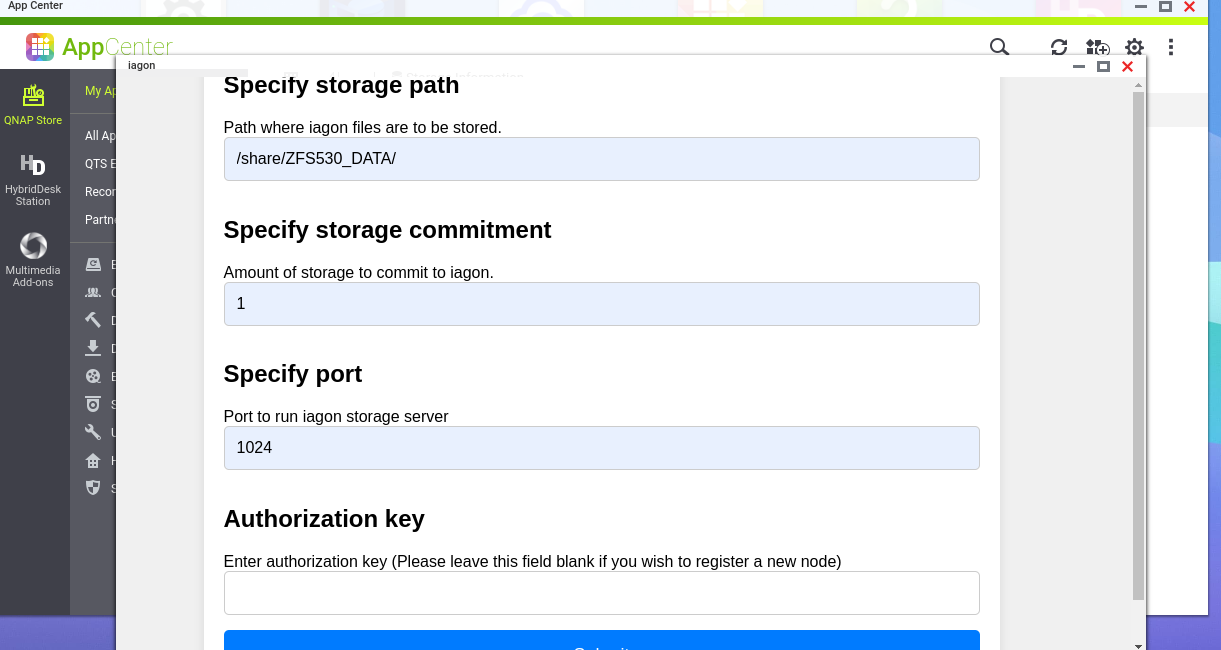 App Center
AppCenter
iagon
QNAP Store
HybridDesk
Station
Multimedia
Add-ons
My Ap
All Ap
QTS E
Recor
Partne
Specify storage path
Path where iagon files are to be stored.
/share/ZFS530_DATA/
Specify storage commitment
Amount of storage to commit to iagon.
1
Specify port
Port to run iagon storage server
1024
Authorization key
Enter authorization key (Please leave this field blank if you wish to register a new node)
Submit